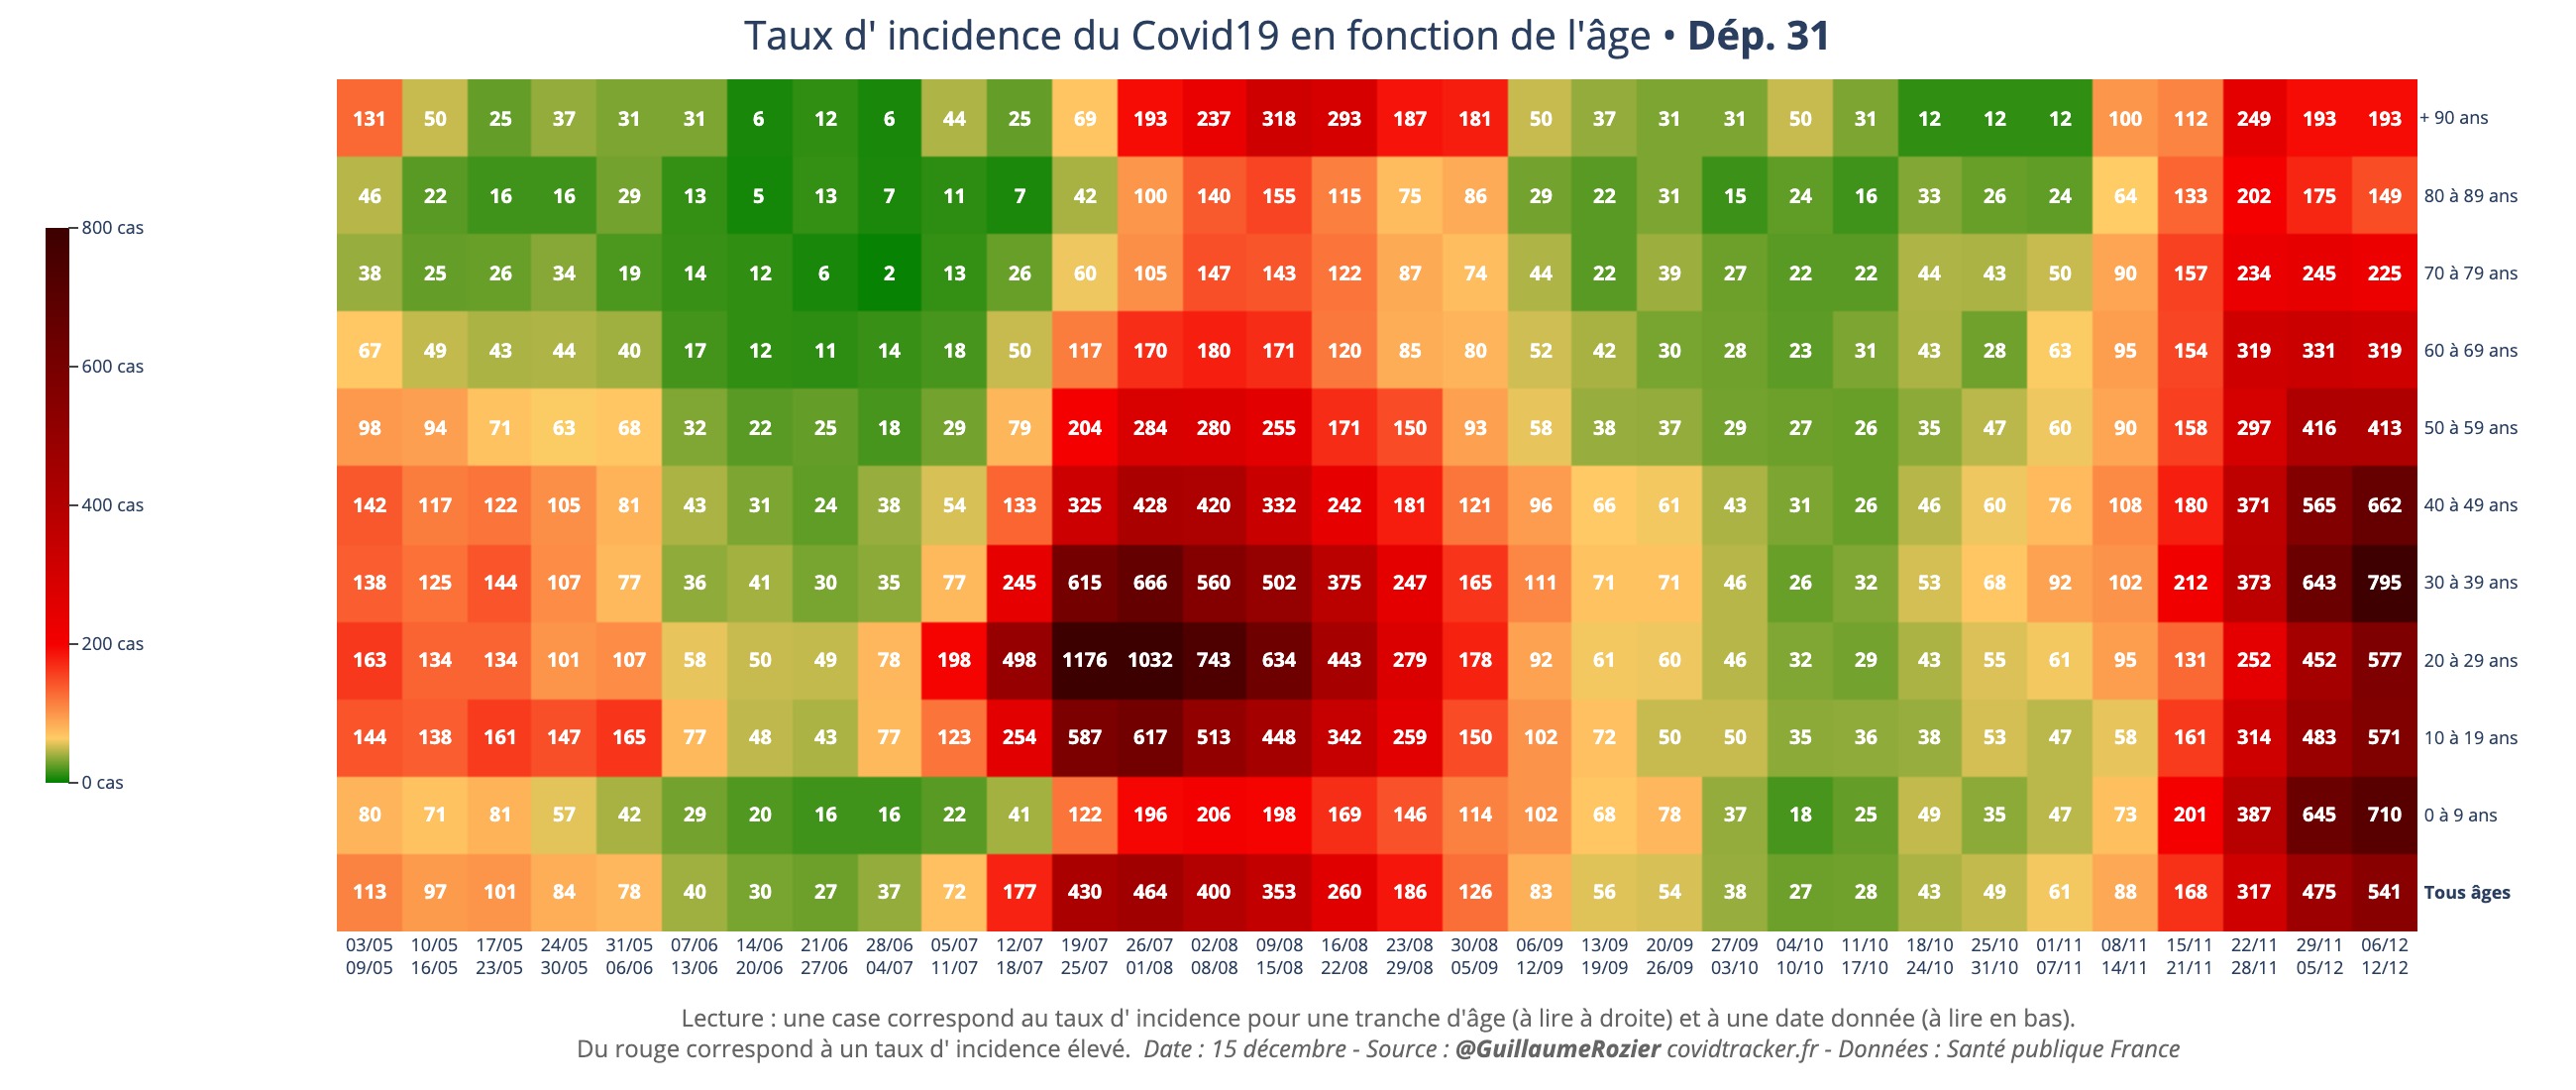 Taux d' incidence du Covid19 en fonction de l'âge • Dép. 31
800 cas
600 cas
400 cas
200 cas
0 cas
131 50 25 37 31 31 6 12 6 44 25 69 193 237 318 293 187 181 50 37 31 31 50 31 12 12 12 100 112 249 193 193 + 90 ans
46 22 16 16 29 13 5 13 7 11 7 42 100 140 155 115 75 86 29 22 31 15 24 16 33 26 24 64 133 202 175 149 80 à 89 ans
38 25 26 34 19 14 12 6 2 13 26 60 105 147 143 122 87 74 44 22 39 27 22 22 44 43 50 90 157 234 245 225 70 à 79 ans
67 49 43 44 40 17 12 11 14 18 50 117 170 180 171 120 85 80 52 42 30 28 23 31 43 28 63 95 154 319 331 319 60 à 69 ans
98 94 71 63 68 32 22 25 18 29 79 204 284 280 255 171 150 93 58 38 37 29 27 26 35 47 60 90 158 297 416 413 50 à 59 ans
142 117 122 105 81 43 31 24 38 54 133 325 428 420 332 242 181 121 96 66 61 43 31 26 46 60 76 108 180 371 565 662 40 à 49 ans
138 125 144 107 77 36 41 30 35 77 245 615 666 560 502 375 247 165 111 71 71 46 26 32 53 68 92 102 212 373 643 795 30 à 39 ans
163 134 134 101 107 58 50 49 78 198 498 1176 1032 743 634 443 279 178 92 61 60 46 32 29 43 55 61 95 131 252 452 577 20 à 29 ans
144 138 161 147 165 77 48 43 77 123 254 587 617 513 448 342 259 150 102 72 50 50 35 36 38 53 47 58 161 314 483 571 10 à 19 ans
80 71 81 57 42 29 20 16 16 22 41 122 196 206 198 169 146 114 102 68 78 37 18 25 49 35 47 73 201 387 645 710 0 à 9 ans
113 97 101 84 78 40 30 27 37 72 177 430 464 400 353 260 186 126 83 56 54 38 27 28 43 49 61 88 168 317 475 541 Tous âges
03/05 10/05 17/05 24/05 31/05 07/06 14/06 21/06 28/06 05/07 12/07 19/07 26/07 02/08 09/08 16/08 23/08 30/08 06/09 13/09 20/09 27/09 04/10 11/10 18/10 25/10 01/11 08/11 15/11 22/11 29/11 06/12
09/05 16/05 23/05 30/05 06/06 13/06 20/06 27/06 04/07 11/07 18/07 25/07 01/08 08/08 15/08 22/08 29/08 05/09 12/09 19/09 26/09 03/10 10/10 17/10 24/10 31/10 07/11 14/11 21/11 28/11 05/12 12/12
Lecture : une case correspond au taux d' incidence pour une tranche d'âge (à lire à droite) et à une date donnée (à lire en bas).
Du rouge correspond à un taux d' incidence élevé. Date : 15 décembre - Source : @GuillaumeRozier covidtracker.fr - Données : Santé publique France